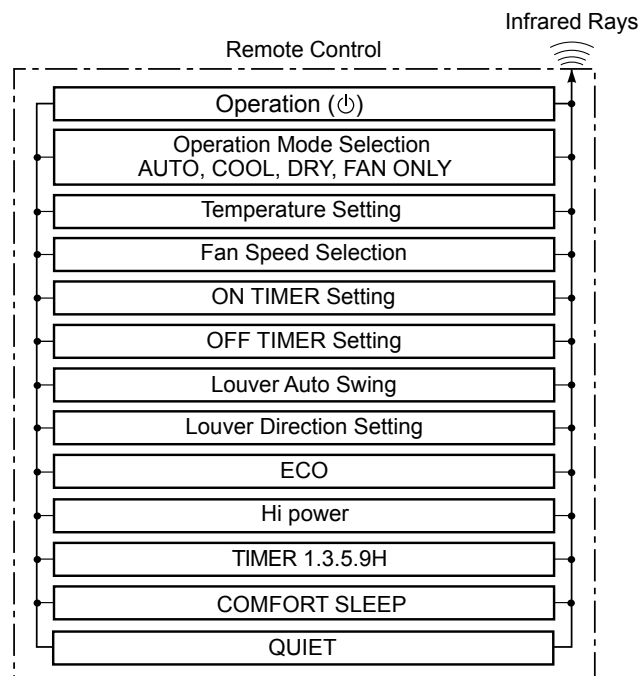 Infrared Rays
Remote Control
Operation (⏻)
Operation Mode Selection
AUTO, COOL, DRY, FAN ONLY
Temperature Setting
Fan Speed Selection
ON TIMER Setting
OFF TIMER Setting
Louver Auto Swing
Louver Direction Setting
ECO
Hi power
TIMER 1.3.5.9H
COMFORT SLEEP
QUIET